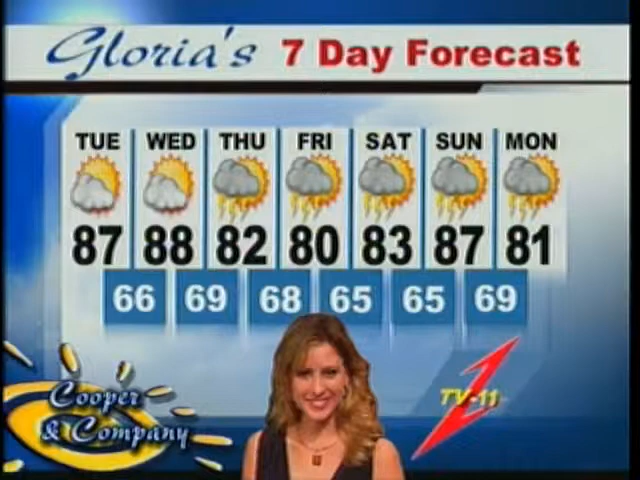 Gloria's 7 Day Forecast
TUE WED THU FRI SAT SUN MON
87 88 82 80 83 87 81
66 69 68 65 65 69
Cooper
& Company
TV-11